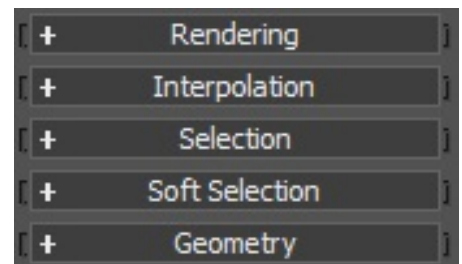 + Rendering
+ Interpolation
+ Selection
+ Soft Selection
+ Geometry